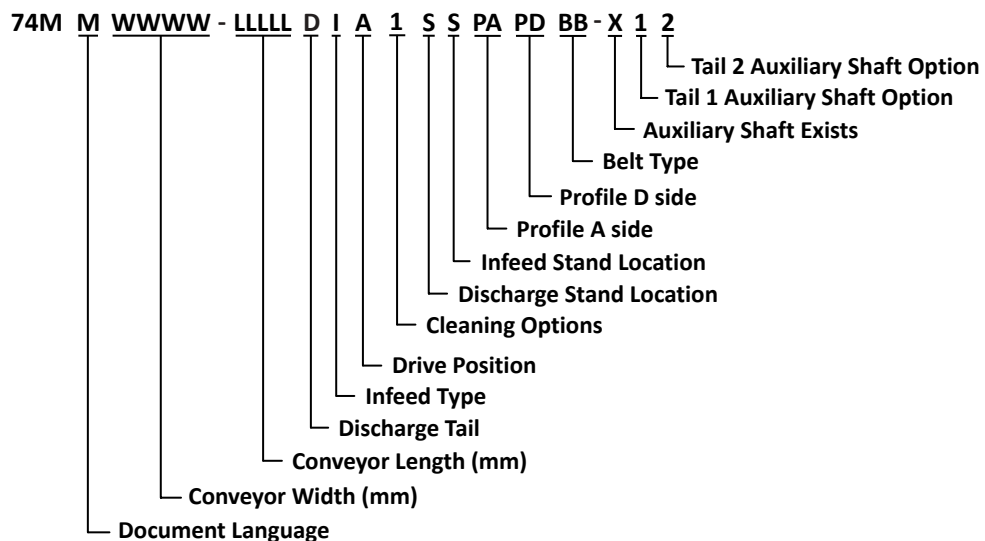 74M M WWWW - LLLLL D I A 1 S S PA PD BB - X 1 2
Tail 2 Auxiliary Shaft Option
Tail 1 Auxiliary Shaft Option
Auxiliary Shaft Exists
Belt Type
Profile D side
Profile A side
Infeed Stand Location
Discharge Stand Location
Cleaning Options
Drive Position
Infeed Type
Discharge Tail
Conveyor Length (mm)
Conveyor Width (mm)
Document Language